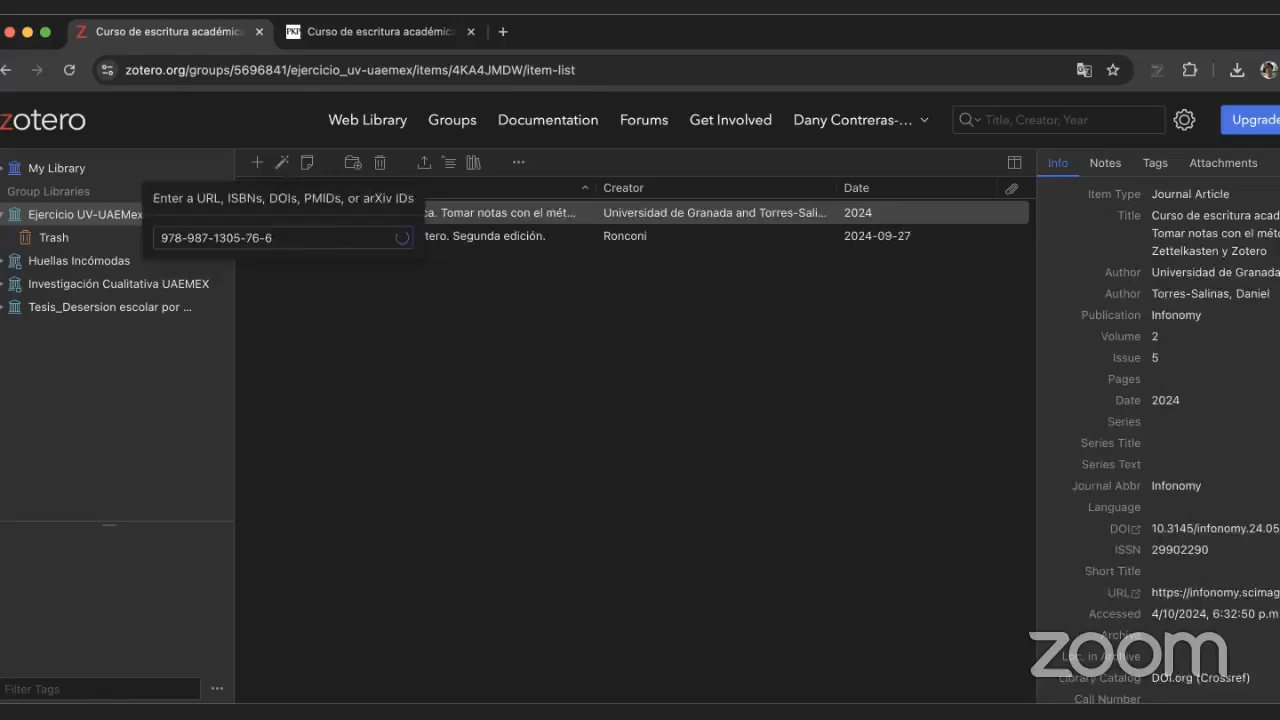 Curso de escritura académica
Curso de escritura académica
zotero.org/groups/5696841/ejercicio_uv-uaemex/items/4KA4JMDW/item-list
zotero
Web Library
Groups
Documentation
Forums
Get Involved
Dany Contreras-...
Title, Creator, Year
Upgrade
My Library
Group Libraries
Ejercicio UV-UAEMex
Trash
Huellas Incómodas
Investigación Cualitativa UAEMEX
Tesis_Desersion escolar por ...
Filter Tags
Enter a URL, ISBNs, DOIs, PMIDs, or arXiv IDs
978-987-1305-76-6
Creator
Date
ca. Tomar notas con el mét... Universidad de Granada and Torres-Sali... 2024
tero. Segunda edición. Ronconi 2024-09-27
Info
Notes
Tags
Attachments
Item Type Journal Article
Title Curso de escritura acad
Tomar notas con el méto
Zettelkasten y Zotero
Author Universidad de Granada
Author Torres-Salinas, Daniel
Publication Infonomy
Volume 2
Issue 5
Pages
Date 2024
Series
Series Title
Series Text
Journal Abbr Infonomy
Language
DOI 10.3145/infonomy.24.05
ISSN 29902290
Short Title
URL https://infonomy.scimag
Accessed 4/10/2024, 6:32:50 p.m
Archive
Loc. in Archive
Library Catalog DOI.org (Crossref)
Call Number
zoom